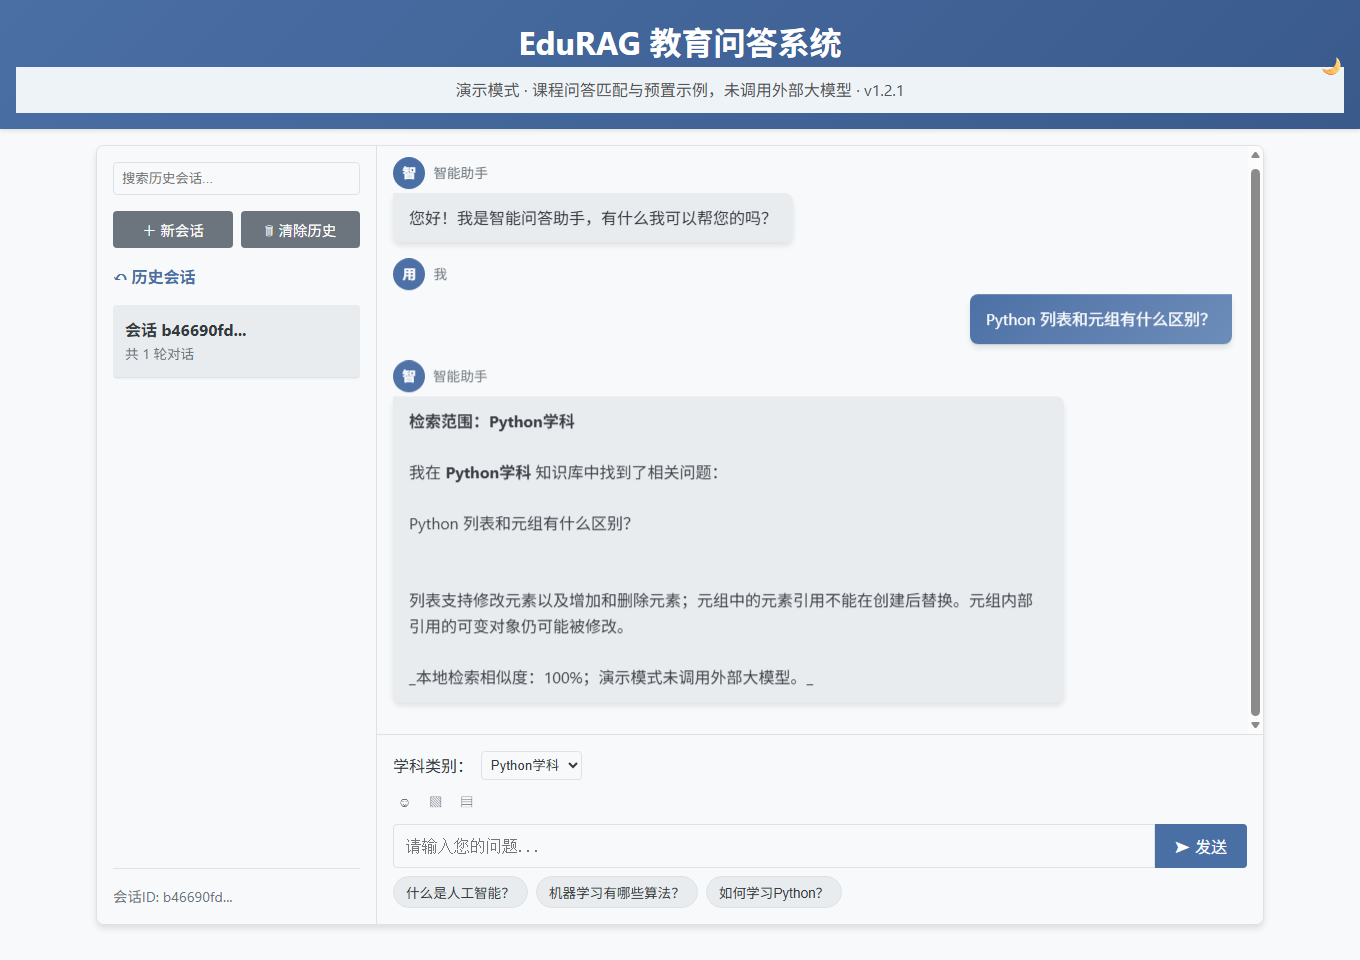 EduRAG 教育问答系统
演示模式 · 课程问答匹配与预置示例，未调用外部大模型 · v1.2.1
搜索历史会话...
＋ 新会话
清除历史
历史会话
会话 b46690fd...
共 1 轮对话
会话ID: b46690fd...
智 智能助手
您好！我是智能问答助手，有什么我可以帮您的吗？
用 我
Python 列表和元组有什么区别？
智 智能助手
检索范围：Python学科
我在 Python学科 知识库中找到了相关问题：
Python 列表和元组有什么区别？
列表支持修改元素以及增加和删除元素；元组中的元素引用不能在创建后替换。元组内部
引用的可变对象仍可能被修改。
_本地检索相似度：100%；演示模式未调用外部大模型。_
学科类别： Python学科
请输入您的问题...
➤ 发送
什么是人工智能？
机器学习有哪些算法？
如何学习Python？